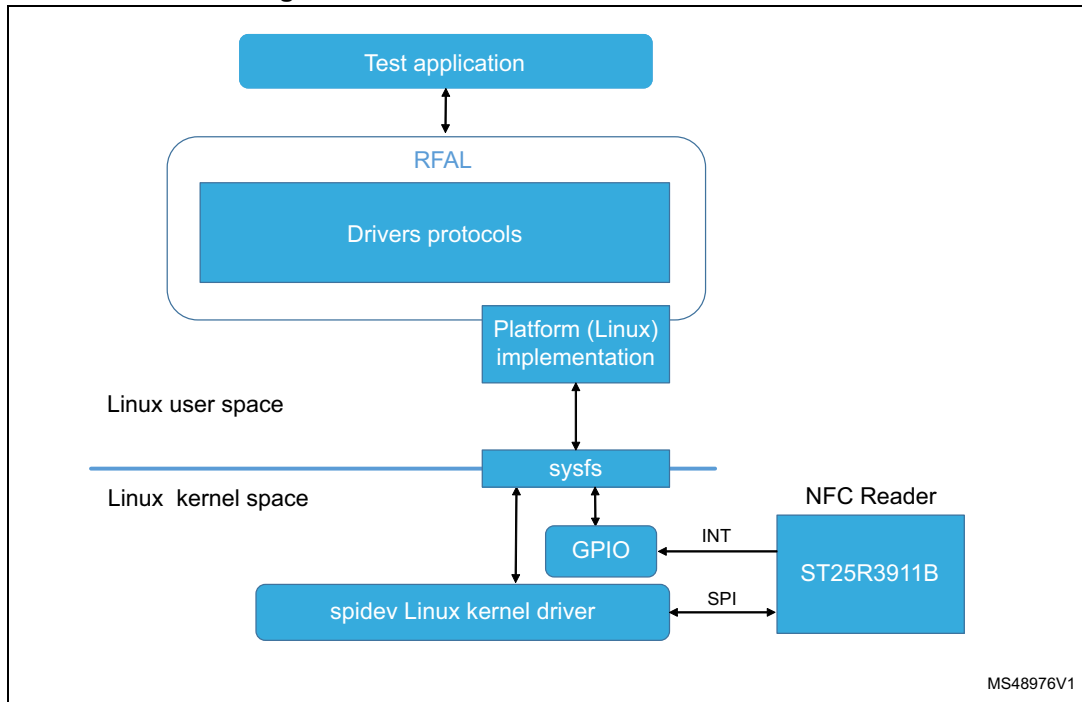 Test application
RFAL
Drivers protocols
Platform (Linux)
implementation
Linux user space
sysfs
Linux kernel space
NFC Reader
GPIO
INT
ST25R3911B
SPI
spidev Linux kernel driver
MS48976V1